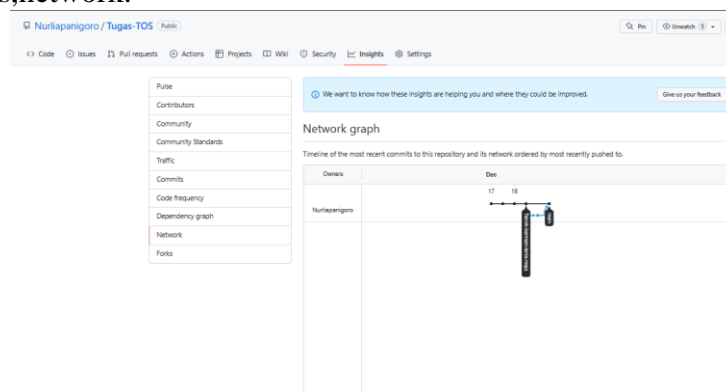 s,network.
Nurliapanigoro / Tugas-TOS Public
Pin Unwatch 1
Code Issues Pull requests Actions Projects Wiki Security Insights Settings
Pulse
Contributors
Community
Community Standards
Traffic
Commits
Code frequency
Dependency graph
Network
Forks
We want to know how these insights are helping you and where they could be improved.
Give us your feedback
Network graph
Timeline of the most recent commits to this repository and its network ordered by most recently pushed to.
Owners
Dec
17 18
Nurliapanigoro